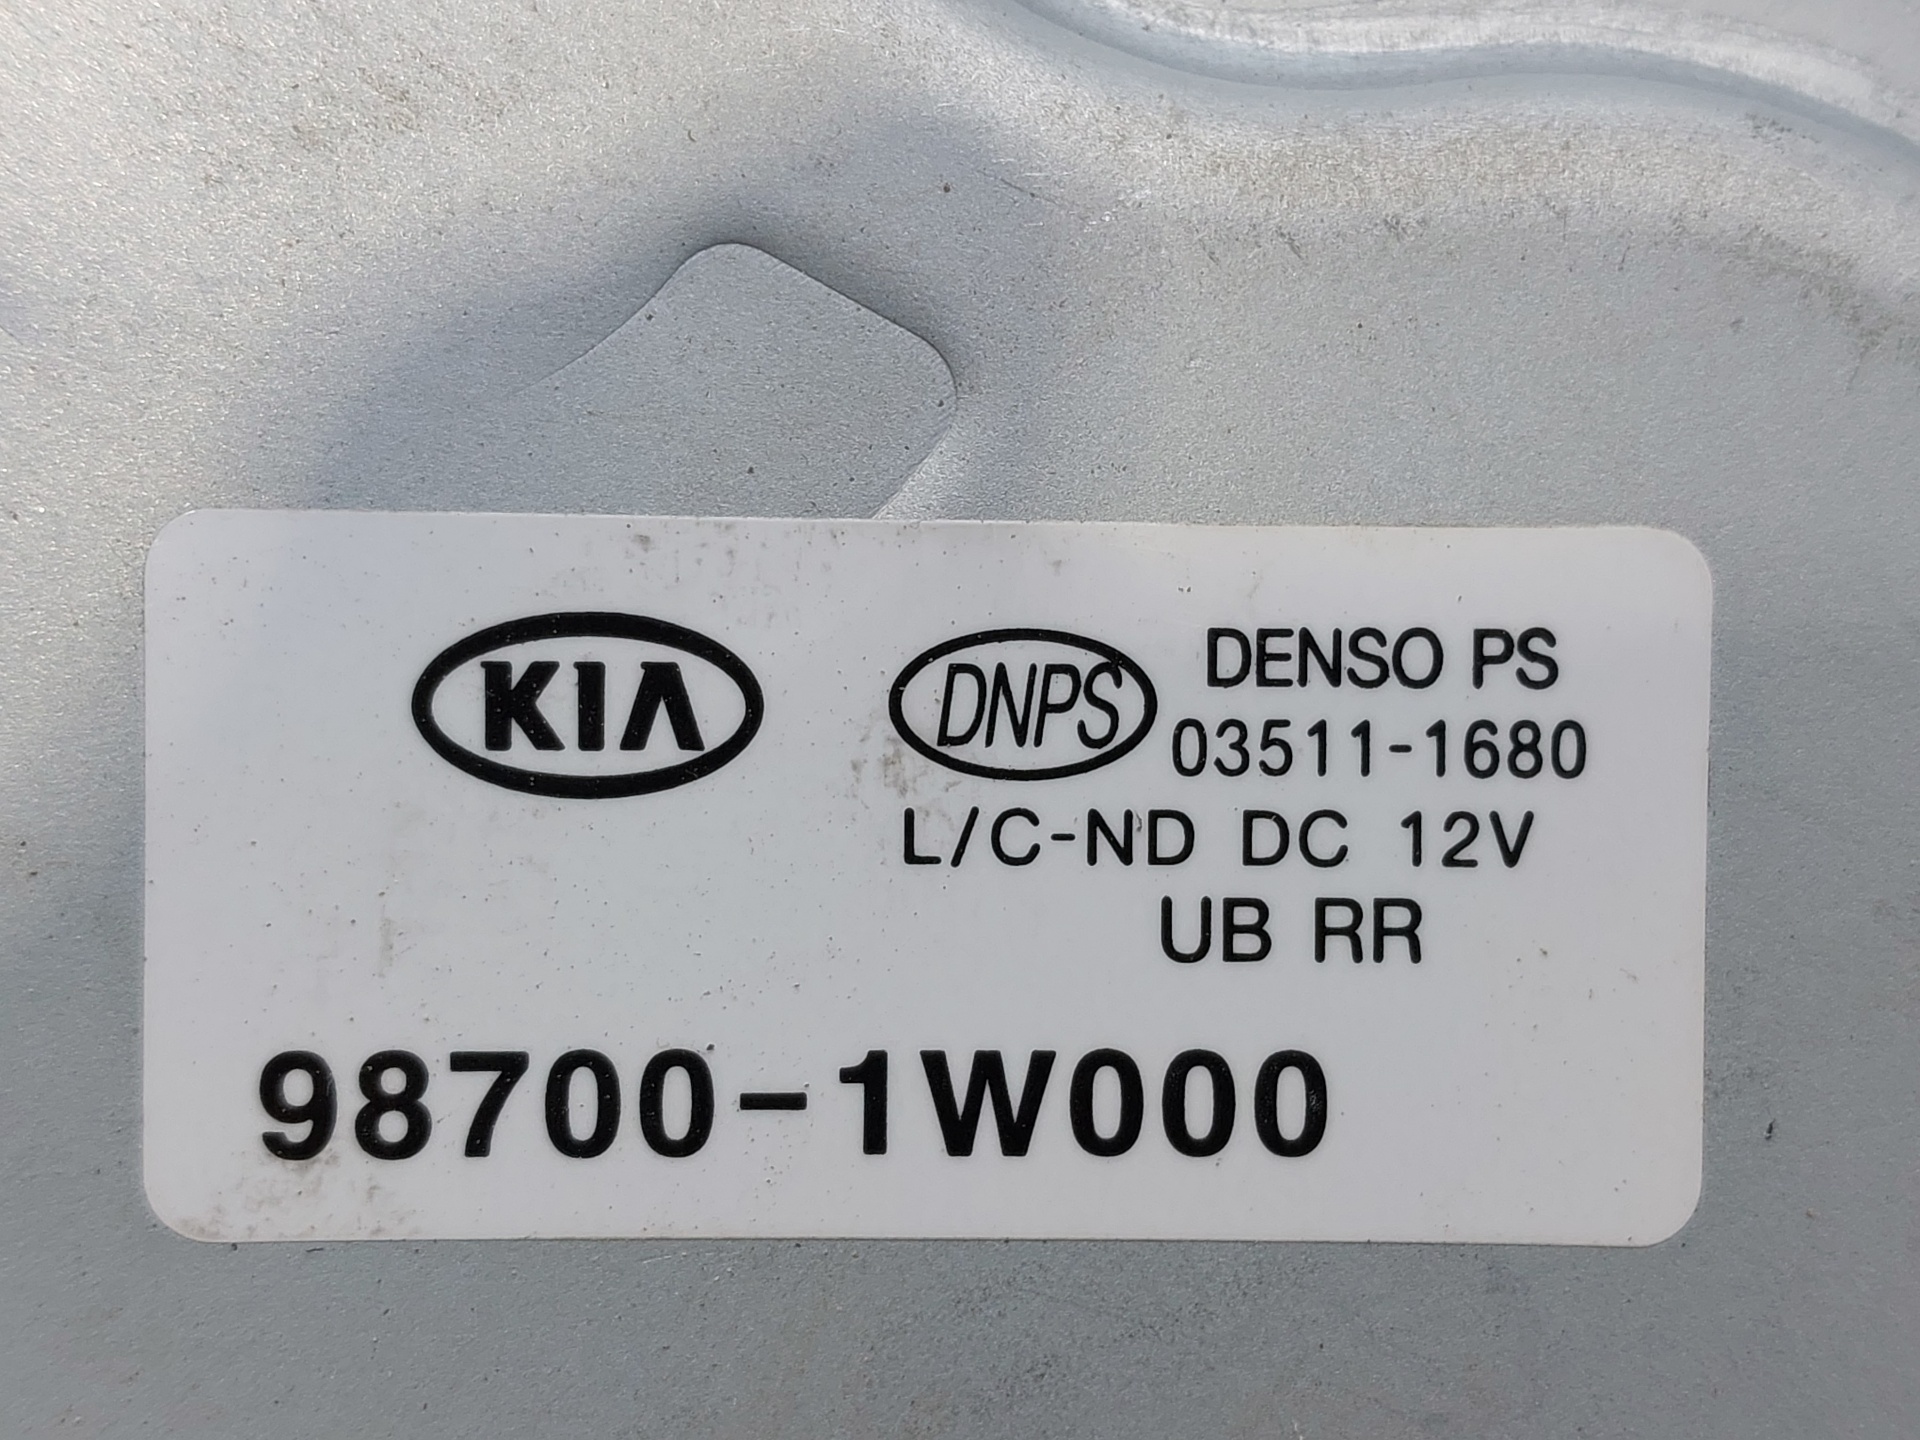 KIA
DNPS
DENSO PS
03511-1680
L/C-ND DC 12V
UB RR
98700-1W000